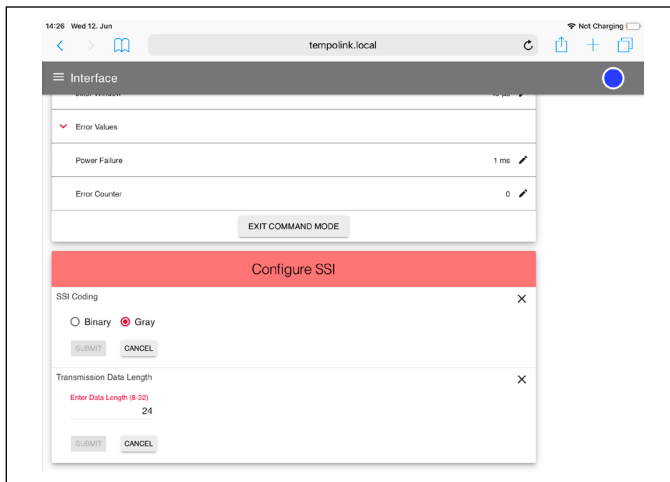 14:26 Wed 12. Jun
Not Charging
tempolink.local
Interface
Error Values
Power Failure 1 ms
Error Counter 0
EXIT COMMAND MODE
Configure SSI
SSI Coding
Binary Gray
SUBMIT CANCEL
Transmission Data Length
Enter Data Length (8-32)
24
SUBMIT CANCEL